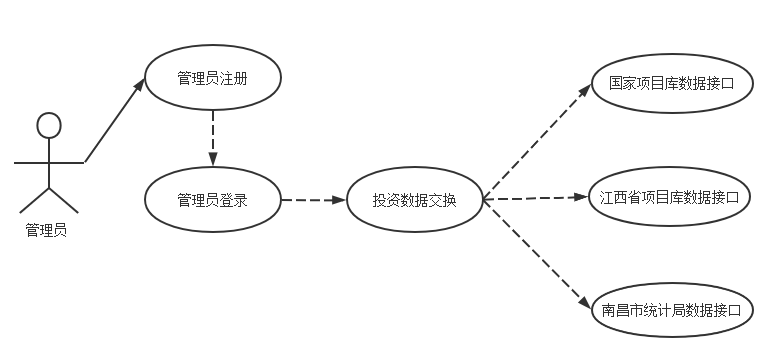 管理员注册
国家项目库数据接口
管理员登录
投资数据交换
江西省项目库数据接口
管理员
南昌市统计局数据接口